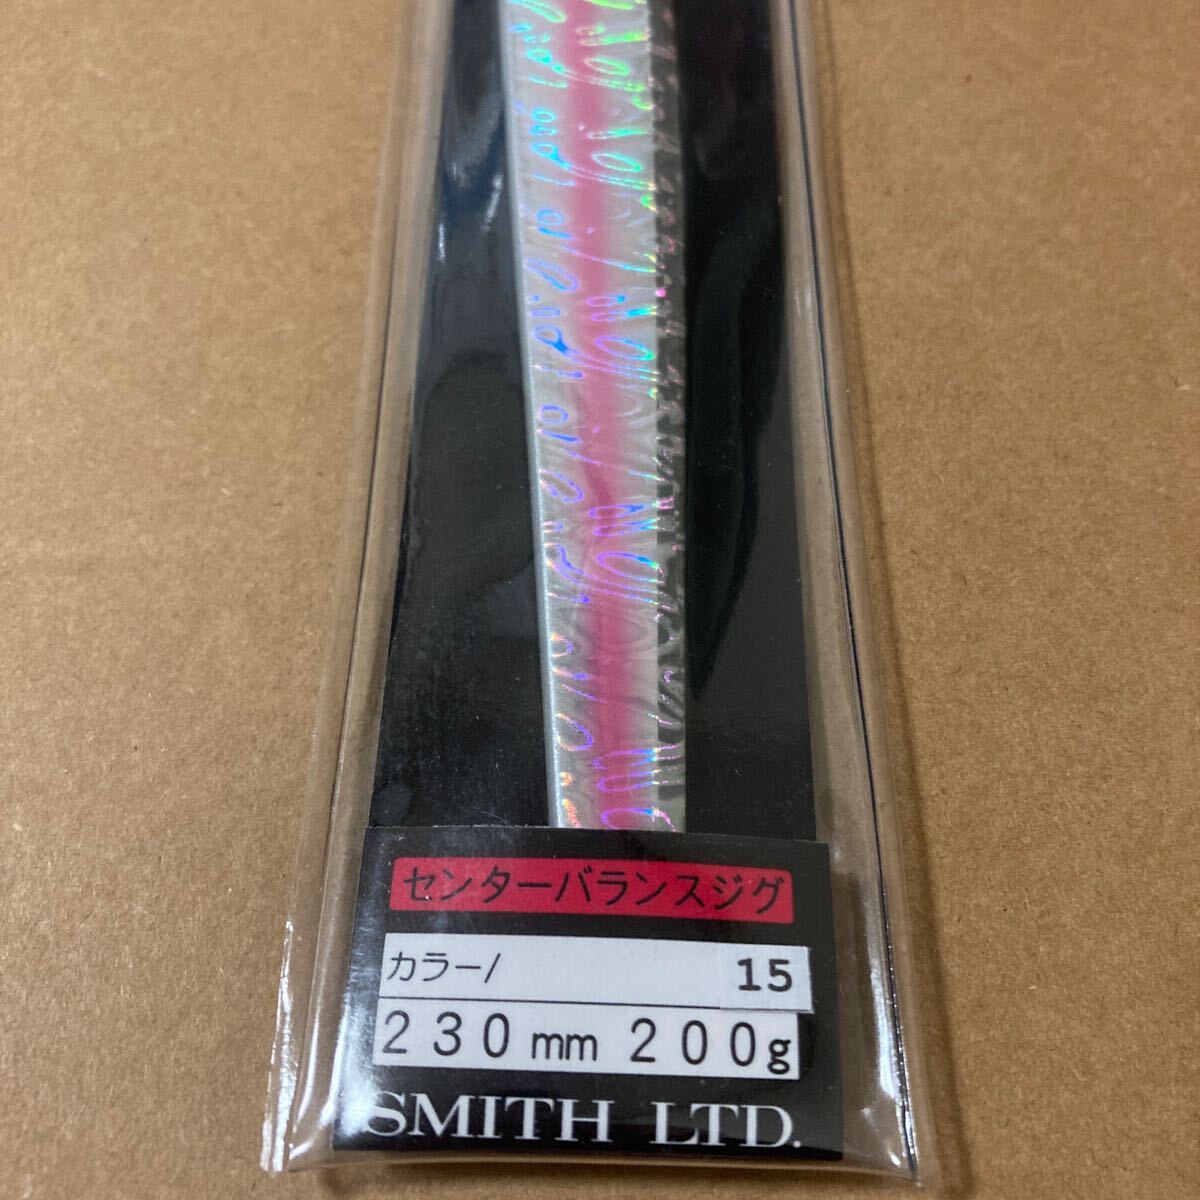 センターバランスジグ
カラー/ 15
230mm 200g
SMITH LTD.